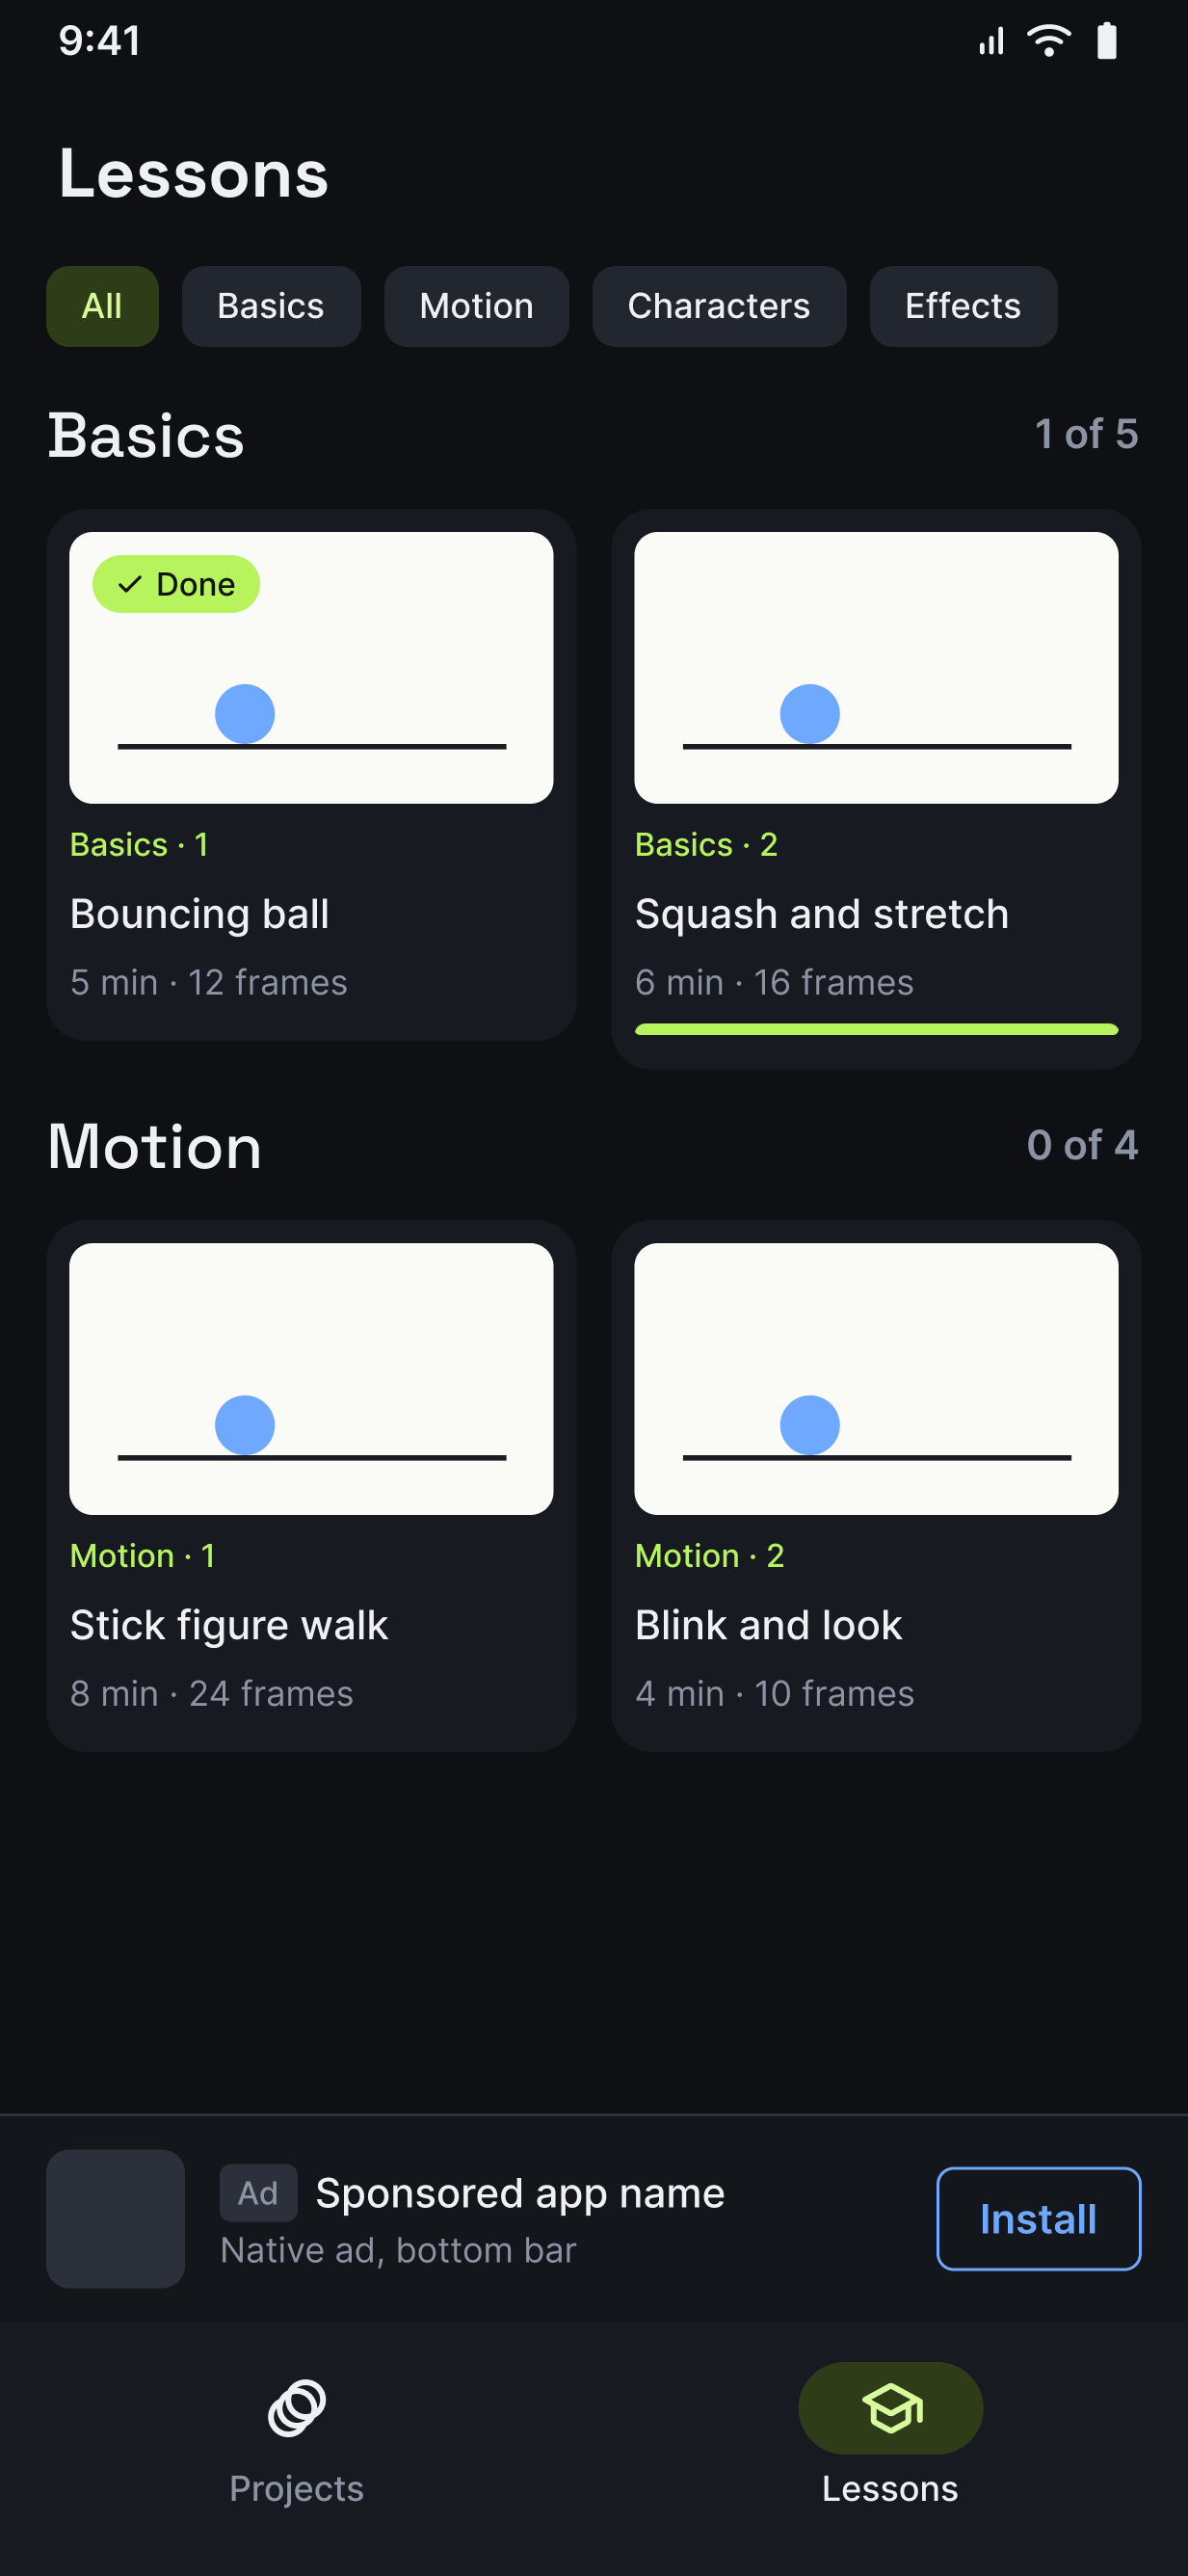 9:41
Lessons
All Basics Motion Characters Effects
Basics 1 of 5
Done
Basics · 1
Bouncing ball
5 min · 12 frames
Basics · 2
Squash and stretch
6 min · 16 frames
Motion 0 of 4
Motion · 1
Stick figure walk
8 min · 24 frames
Motion · 2
Blink and look
4 min · 10 frames
Ad Sponsored app name
Native ad, bottom bar
Install
Projects Lessons